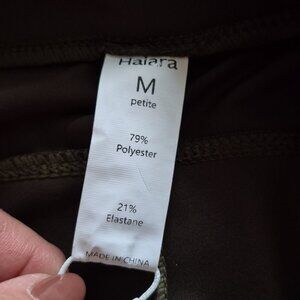 Halara
M
petite
79%
Polyester
21%
Elastane
MADE IN CHINA